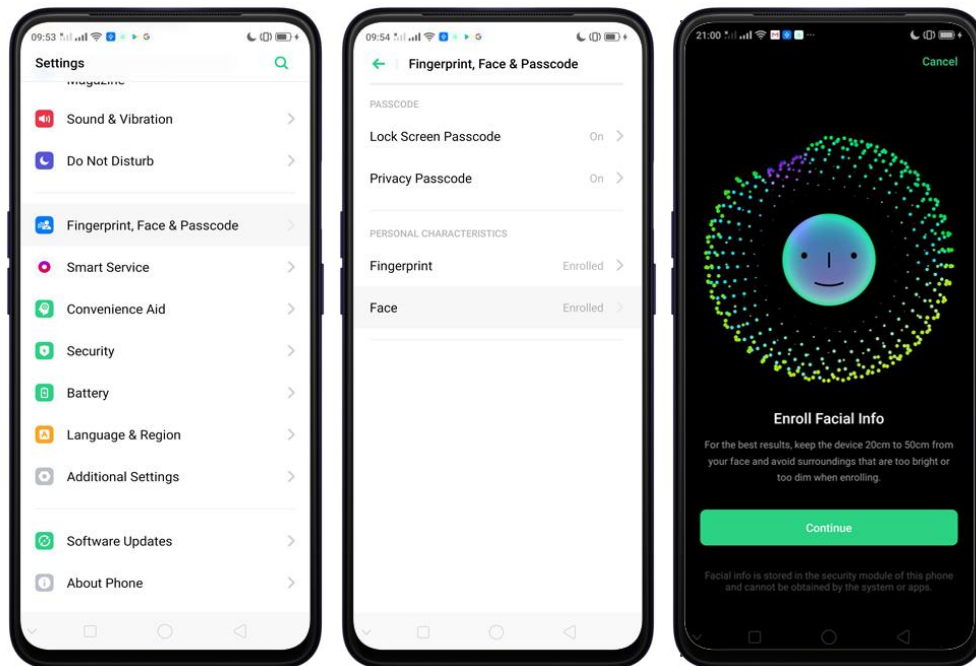 09:53
Settings
Magazine
Sound & Vibration
Do Not Disturb
Fingerprint, Face & Passcode
Smart Service
Convenience Aid
Security
Battery
Language & Region
Additional Settings
Software Updates
About Phone
09:54
Fingerprint, Face & Passcode
PASSCODE
Lock Screen Passcode On
Privacy Passcode On
PERSONAL CHARACTERISTICS
Fingerprint Enrolled
Face Enrolled
21:00
Cancel
Enroll Facial Info
For the best results, keep the device 20cm to 50cm from
your face and avoid surroundings that are too bright or
too dim when enrolling.
Continue
Facial info is stored in the security module of this phone
and cannot be obtained by the system or apps.